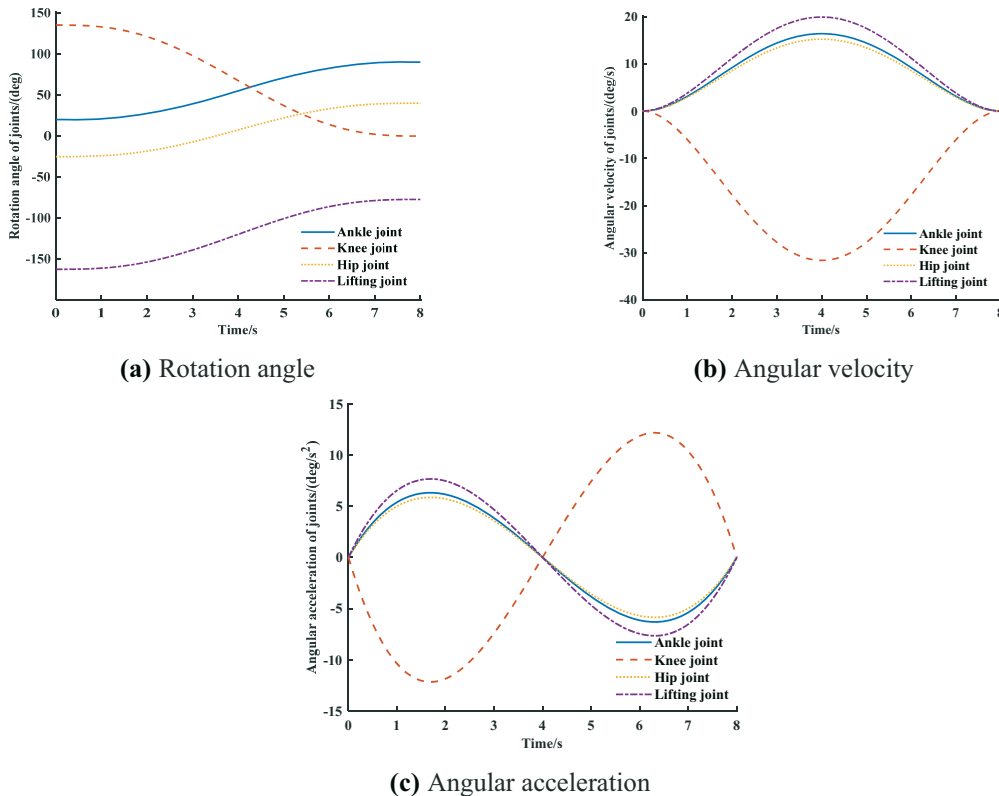 150
100
50
0
-50
-100
-150
Rotation angle of joints/(deg)
Ankle joint
Knee joint
Hip joint
Lifting joint
0 1 2 3 4 5 6 7 8
Time/s
(a) Rotation angle
20
10
0
-10
-20
-30
-40
Angular velocity of joints/(deg/s)
Ankle joint
Knee joint
Hip joint
Lifting joint
0 1 2 3 4 5 6 7 8
Time/s
(b) Angular velocity
15
10
5
0
-5
-10
-15
Angular acceleration of joints/(deg/s²)
Ankle joint
Knee joint
Hip joint
Lifting joint
0 1 2 3 4 5 6 7 8
Time/s
(c) Angular acceleration